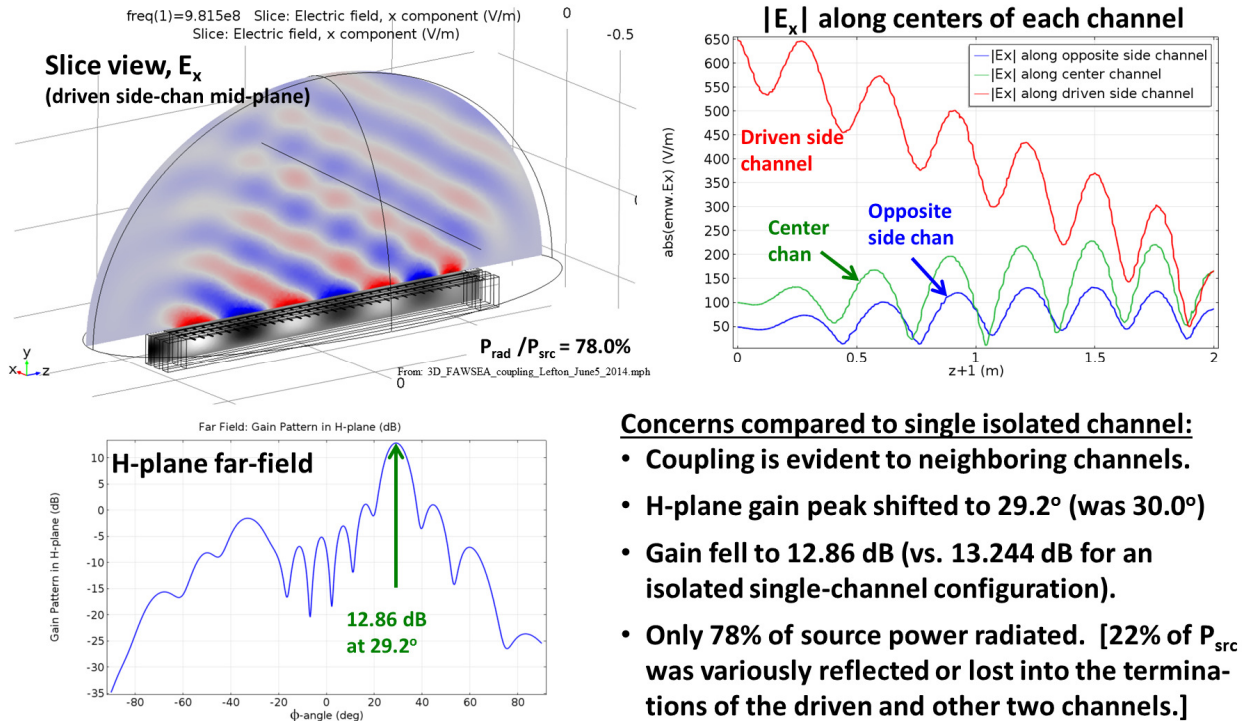 freq(1)=9.815e8   Slice: Electric field, x component (V/m)
Slice: Electric field, x component (V/m)
0
-0.5
Slice view, Eₓ
(driven side-chan mid-plane)
y
x
z
0
P_rad /P_src = 78.0%
From: 3D_FAWSEA_coupling_Lefton_June5_2014.mph
|Eₓ| along centers of each channel
|Ex| along opposite side channel
|Ex| along center channel
|Ex| along driven side channel
abs(emw.Ex) (V/m)
650
600
550
500
450
400
350
300
250
200
150
100
50
Driven side
channel
Center
chan
Opposite
side chan
0 0.5 1 1.5 2
z+1 (m)
Far Field: Gain Pattern in H-plane (dB)
H-plane far-field
Gain Pattern in H-plane (dB)
10
5
0
-5
-10
-15
-20
-25
-30
-35
12.86 dB
at 29.2º
-80 -60 -40 -20 0 20 40 60 80
ϕ-angle (deg)
Concerns compared to single isolated channel:
• Coupling is evident to neighboring channels.
• H-plane gain peak shifted to 29.2º (was 30.0º)
• Gain fell to 12.86 dB (vs. 13.244 dB for an
isolated single-channel configuration).
• Only 78% of source power radiated.  [22% of P_src
was variously reflected or lost into the termina-
tions of the driven and other two channels.]